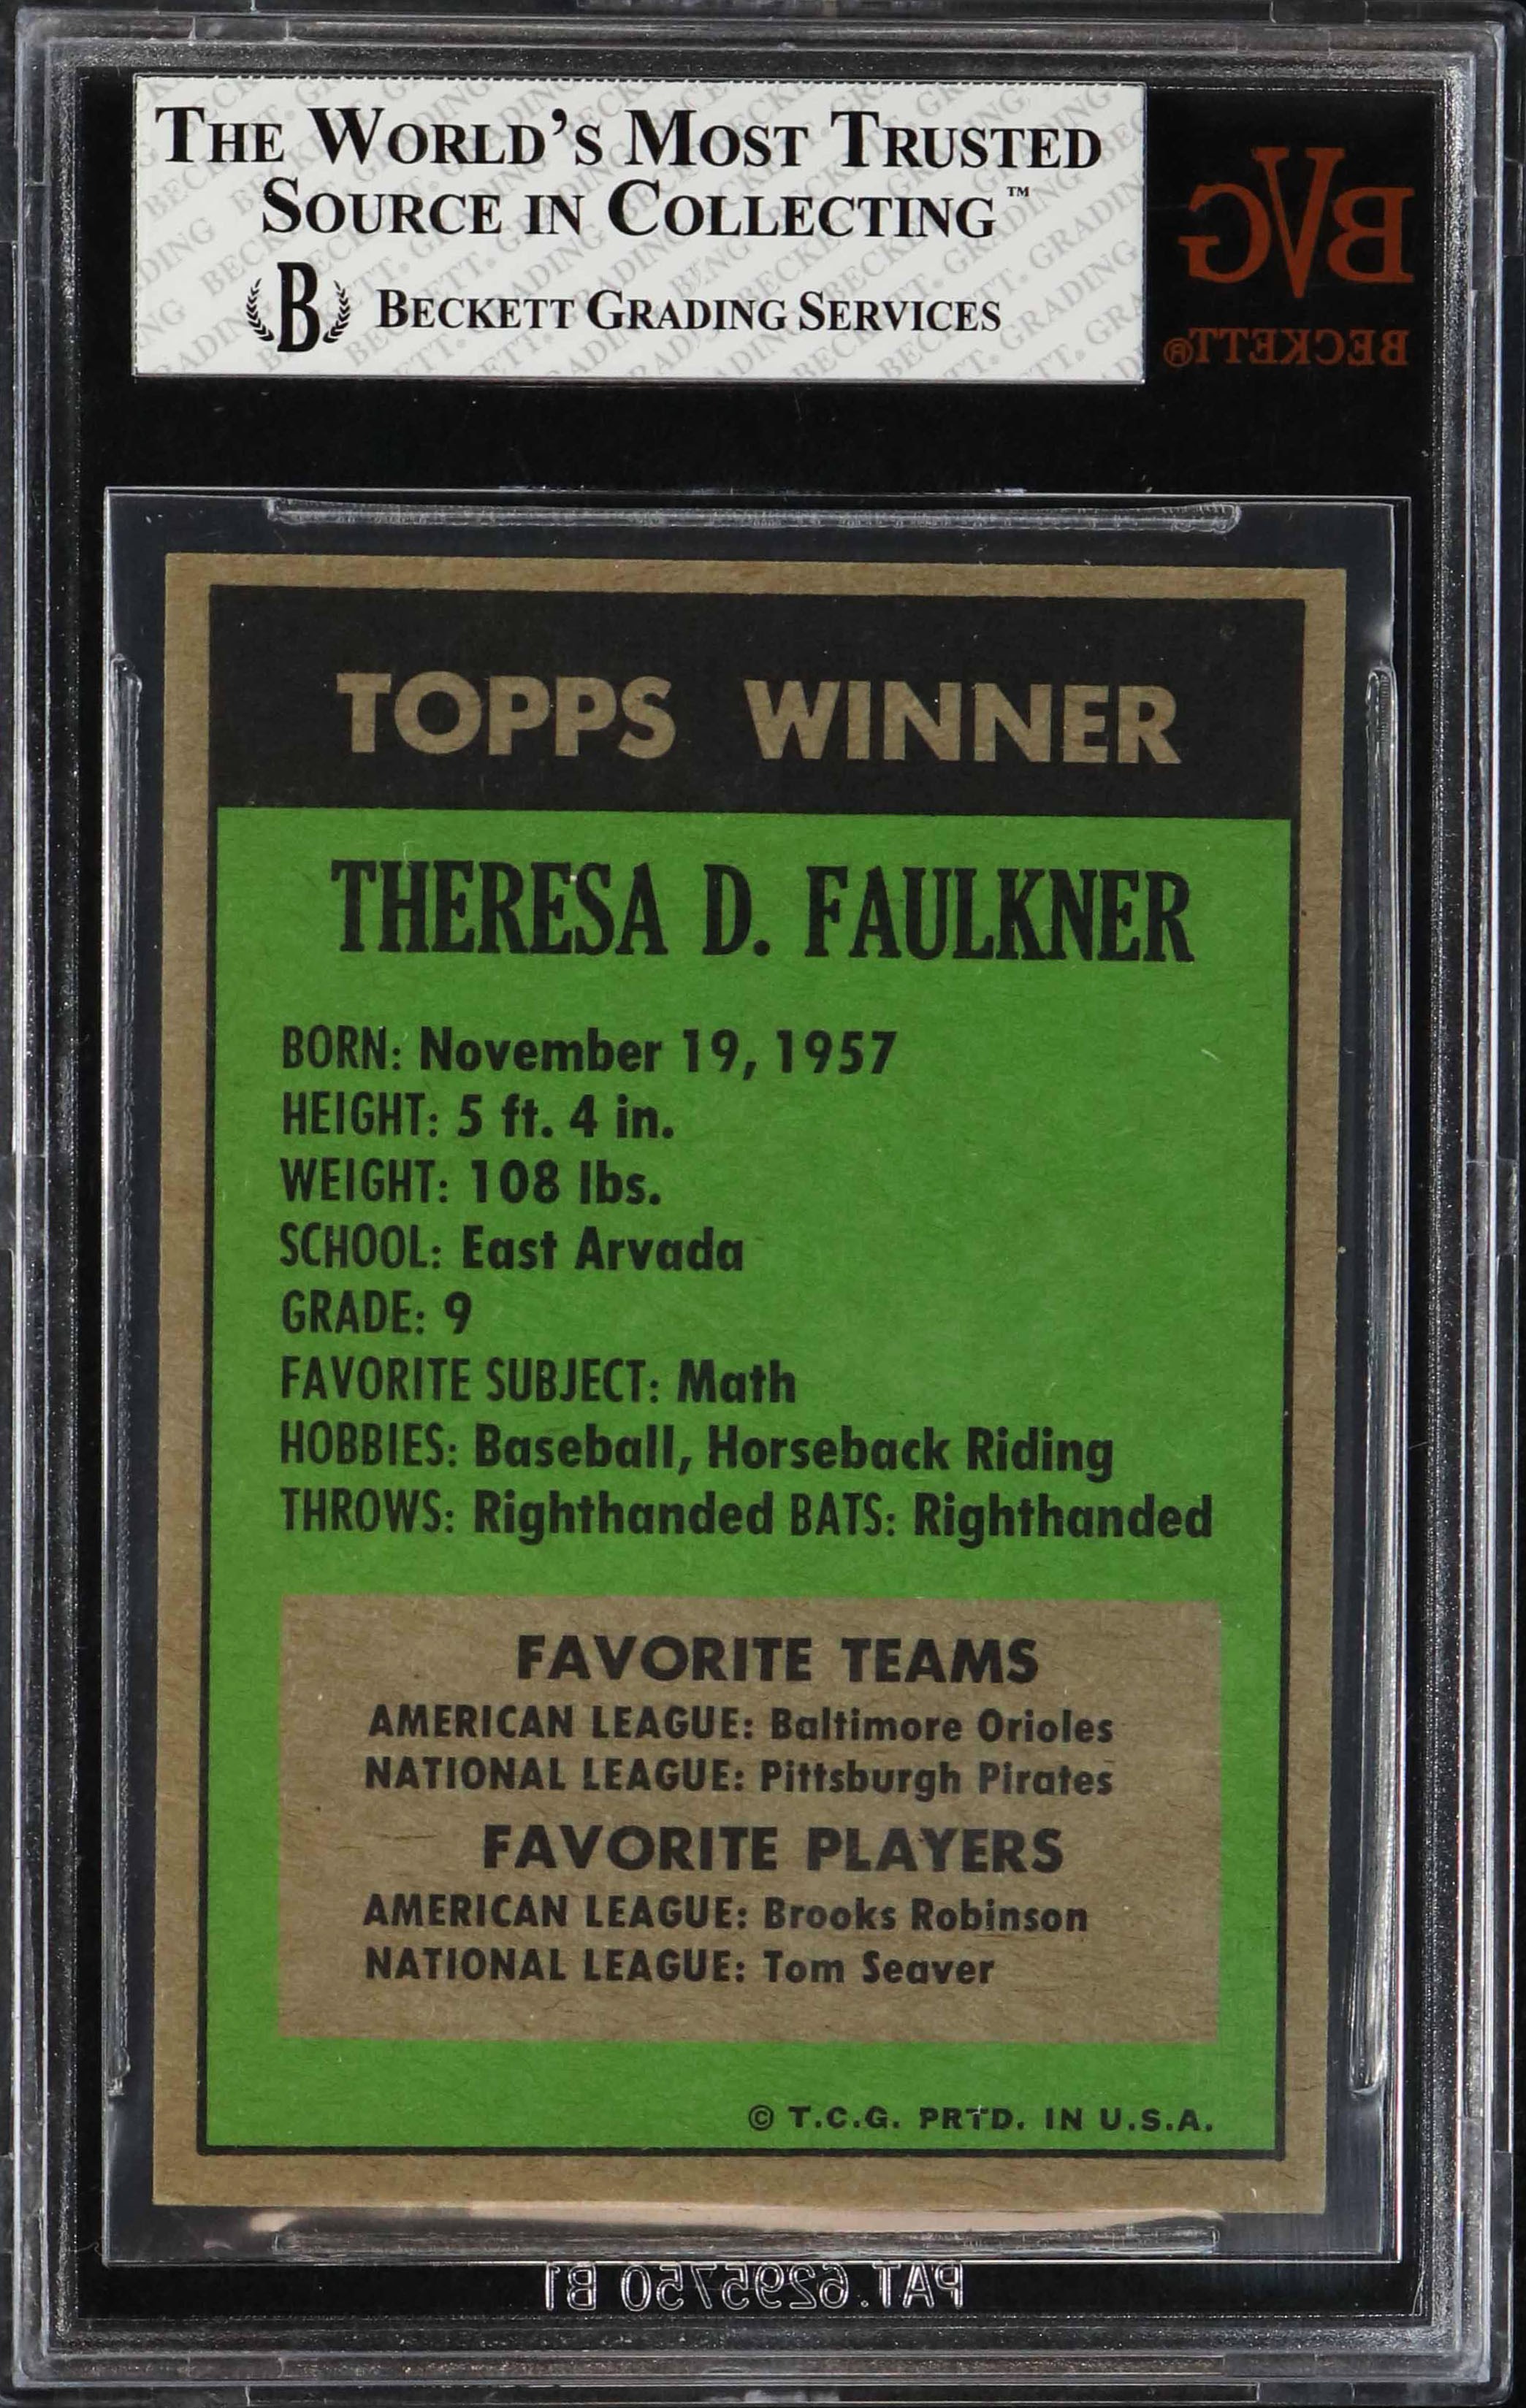 THE WORLD'S MOST TRUSTED
SOURCE IN COLLECTING™
B BECKETT GRADING SERVICES
BVG
BECKETT®
TOPPS WINNER
THERESA D. FAULKNER
BORN: November 19, 1957
HEIGHT: 5 ft. 4 in.
WEIGHT: 108 lbs.
SCHOOL: East Arvada
GRADE: 9
FAVORITE SUBJECT: Math
HOBBIES: Baseball, Horseback Riding
THROWS: Righthanded BATS: Righthanded
FAVORITE TEAMS
AMERICAN LEAGUE: Baltimore Orioles
NATIONAL LEAGUE: Pittsburgh Pirates
FAVORITE PLAYERS
AMERICAN LEAGUE: Brooks Robinson
NATIONAL LEAGUE: Tom Seaver
© T.C.G. PRTD. IN U.S.A.
PAT.6295750 B1